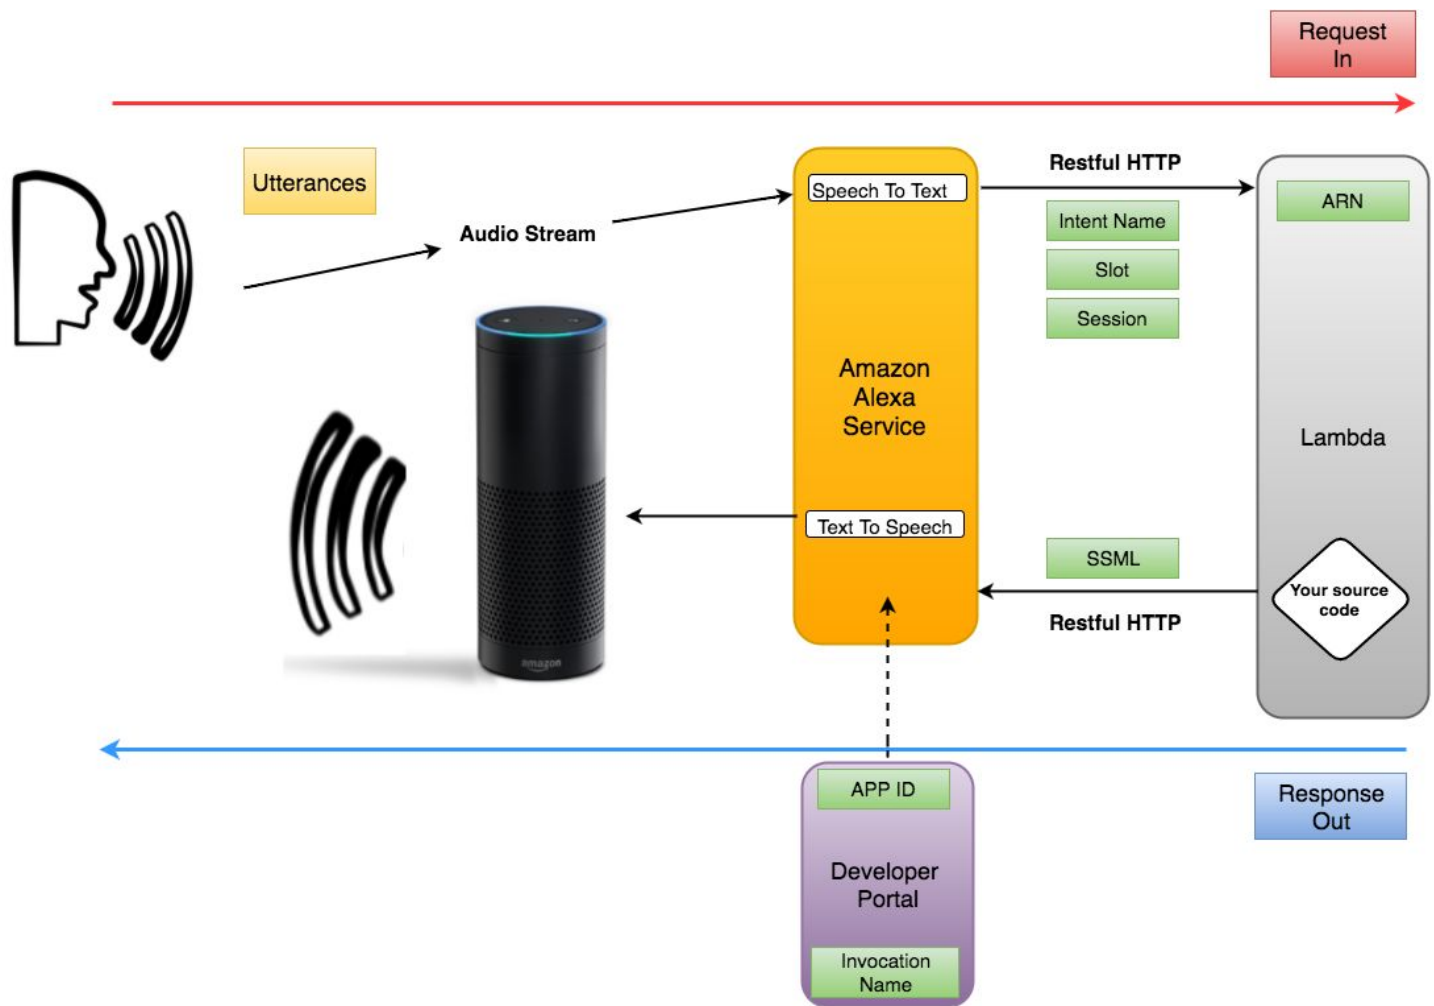 Request
In
Utterances
Audio Stream
Speech To Text
Restful HTTP
Intent Name
Slot
Session
ARN
Amazon
Alexa
Service
Lambda
Text To Speech
SSML
Restful HTTP
Your source
code
amazon
APP ID
Developer
Portal
Invocation
Name
Response
Out